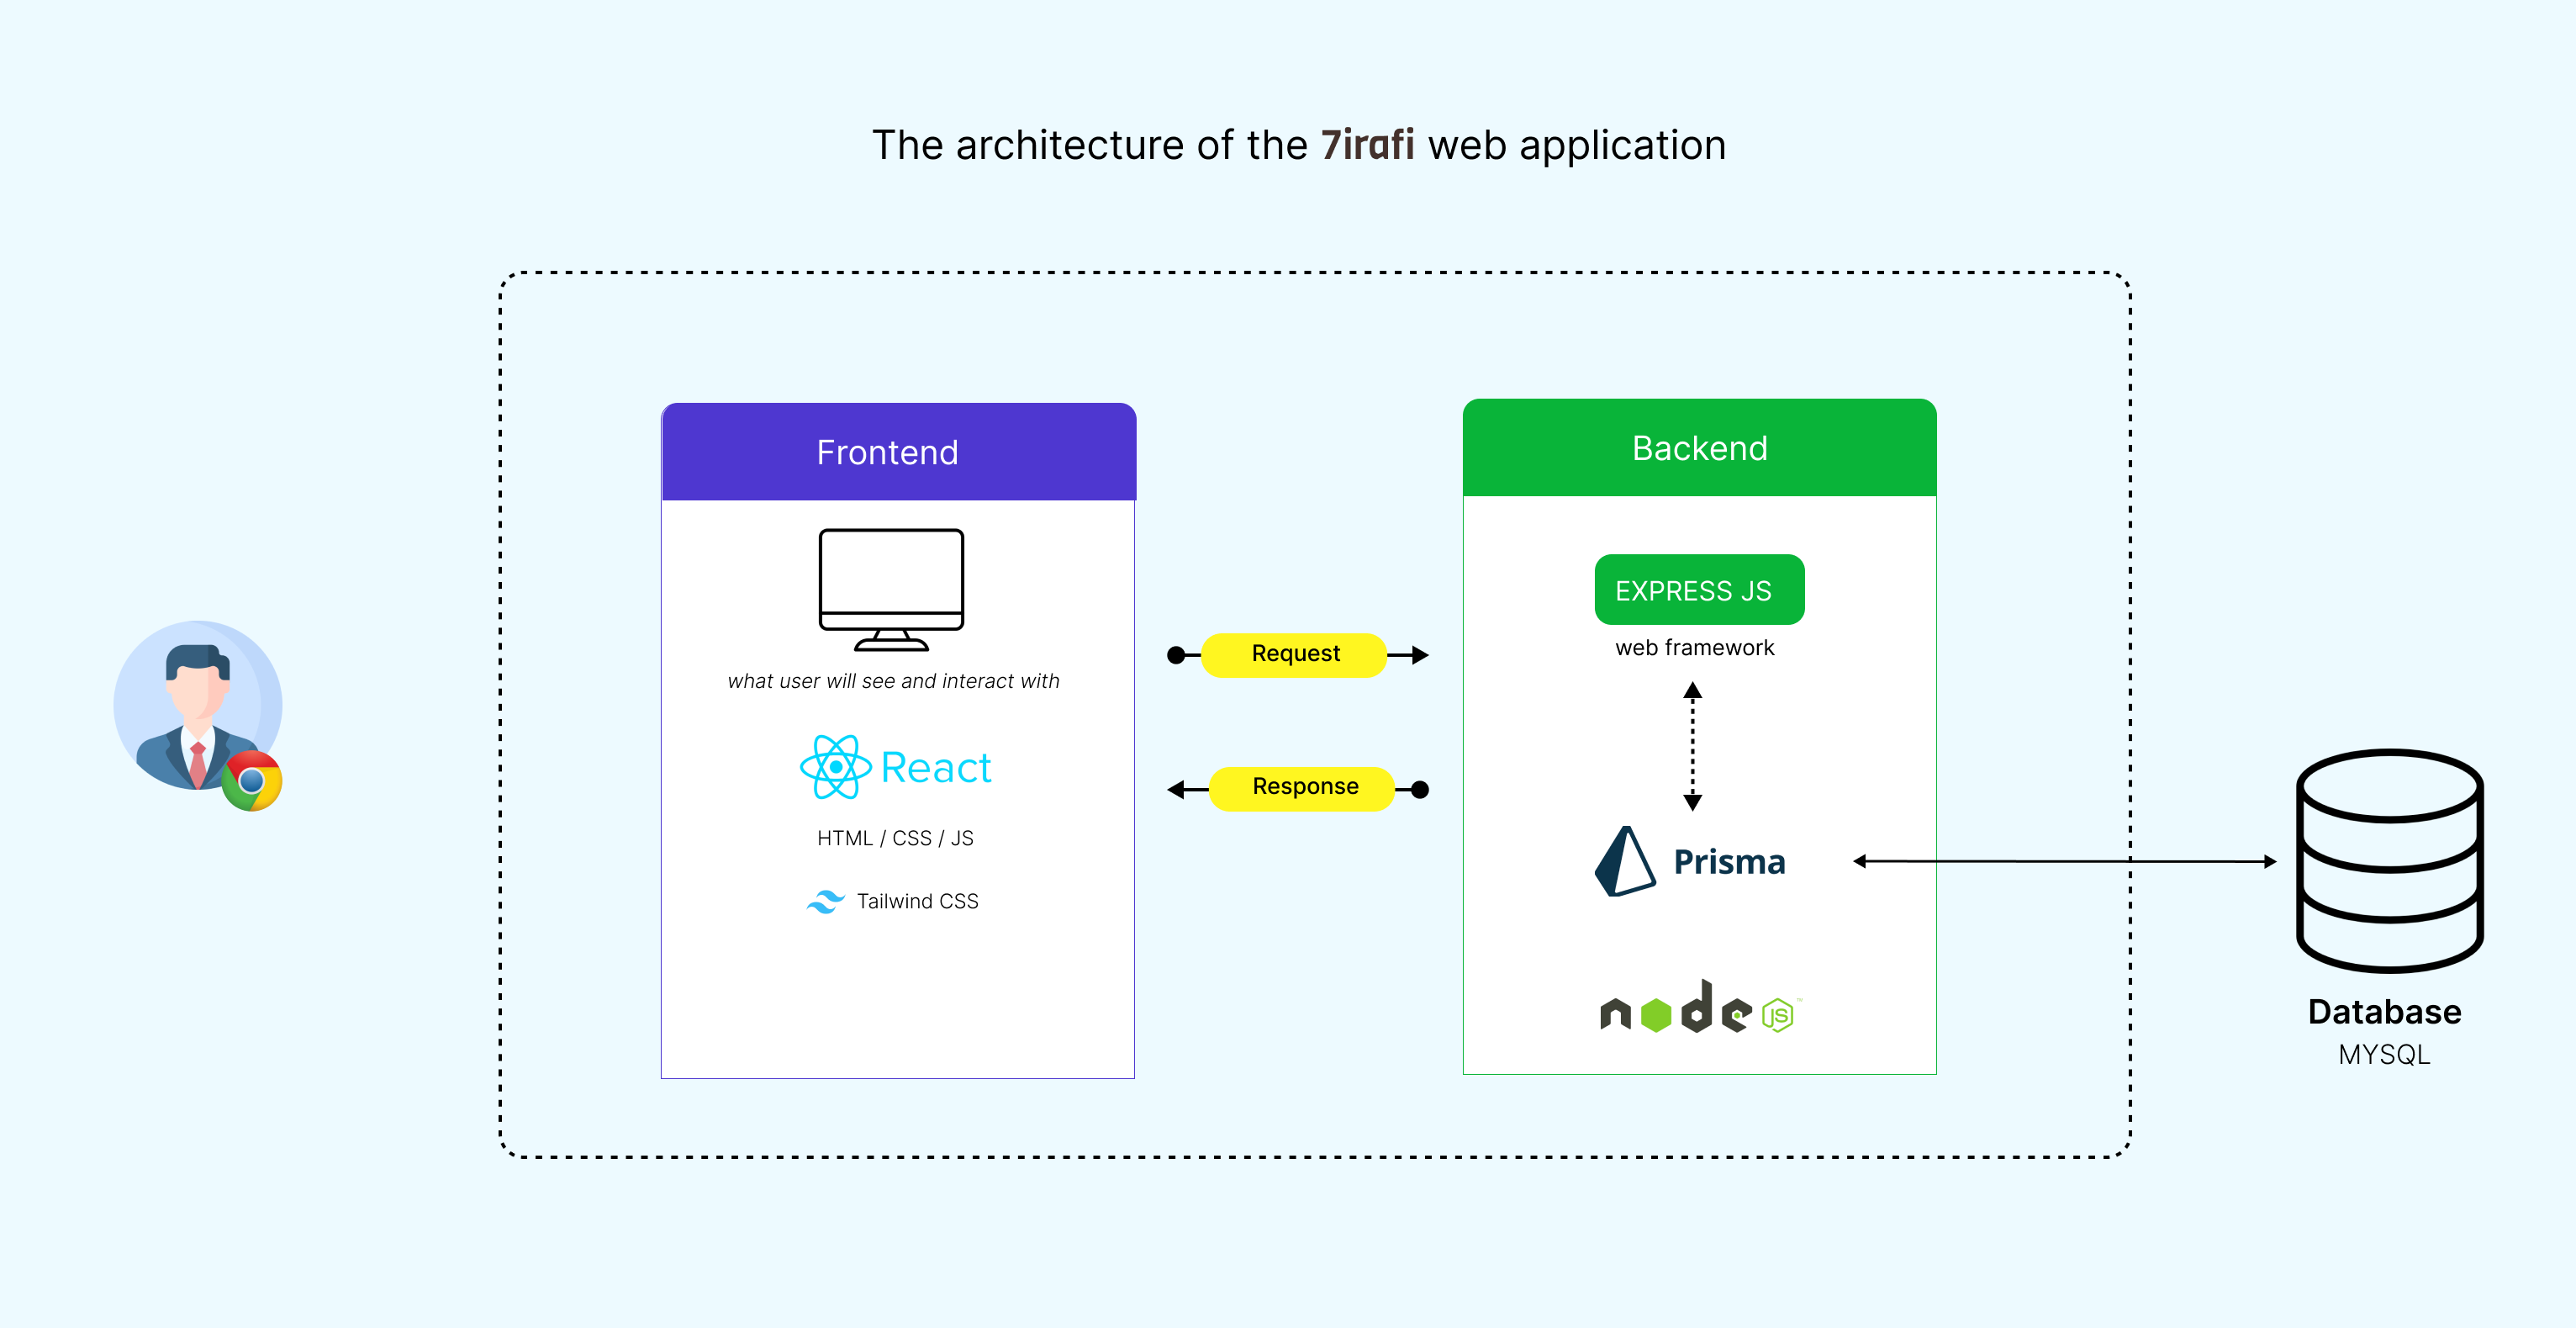 The architecture of the 7irafi web application
Frontend
what user will see and interact with
React
HTML / CSS / JS
Tailwind CSS
Request
Response
Backend
EXPRESS JS
web framework
Prisma
node JS ™
Database
MYSQL